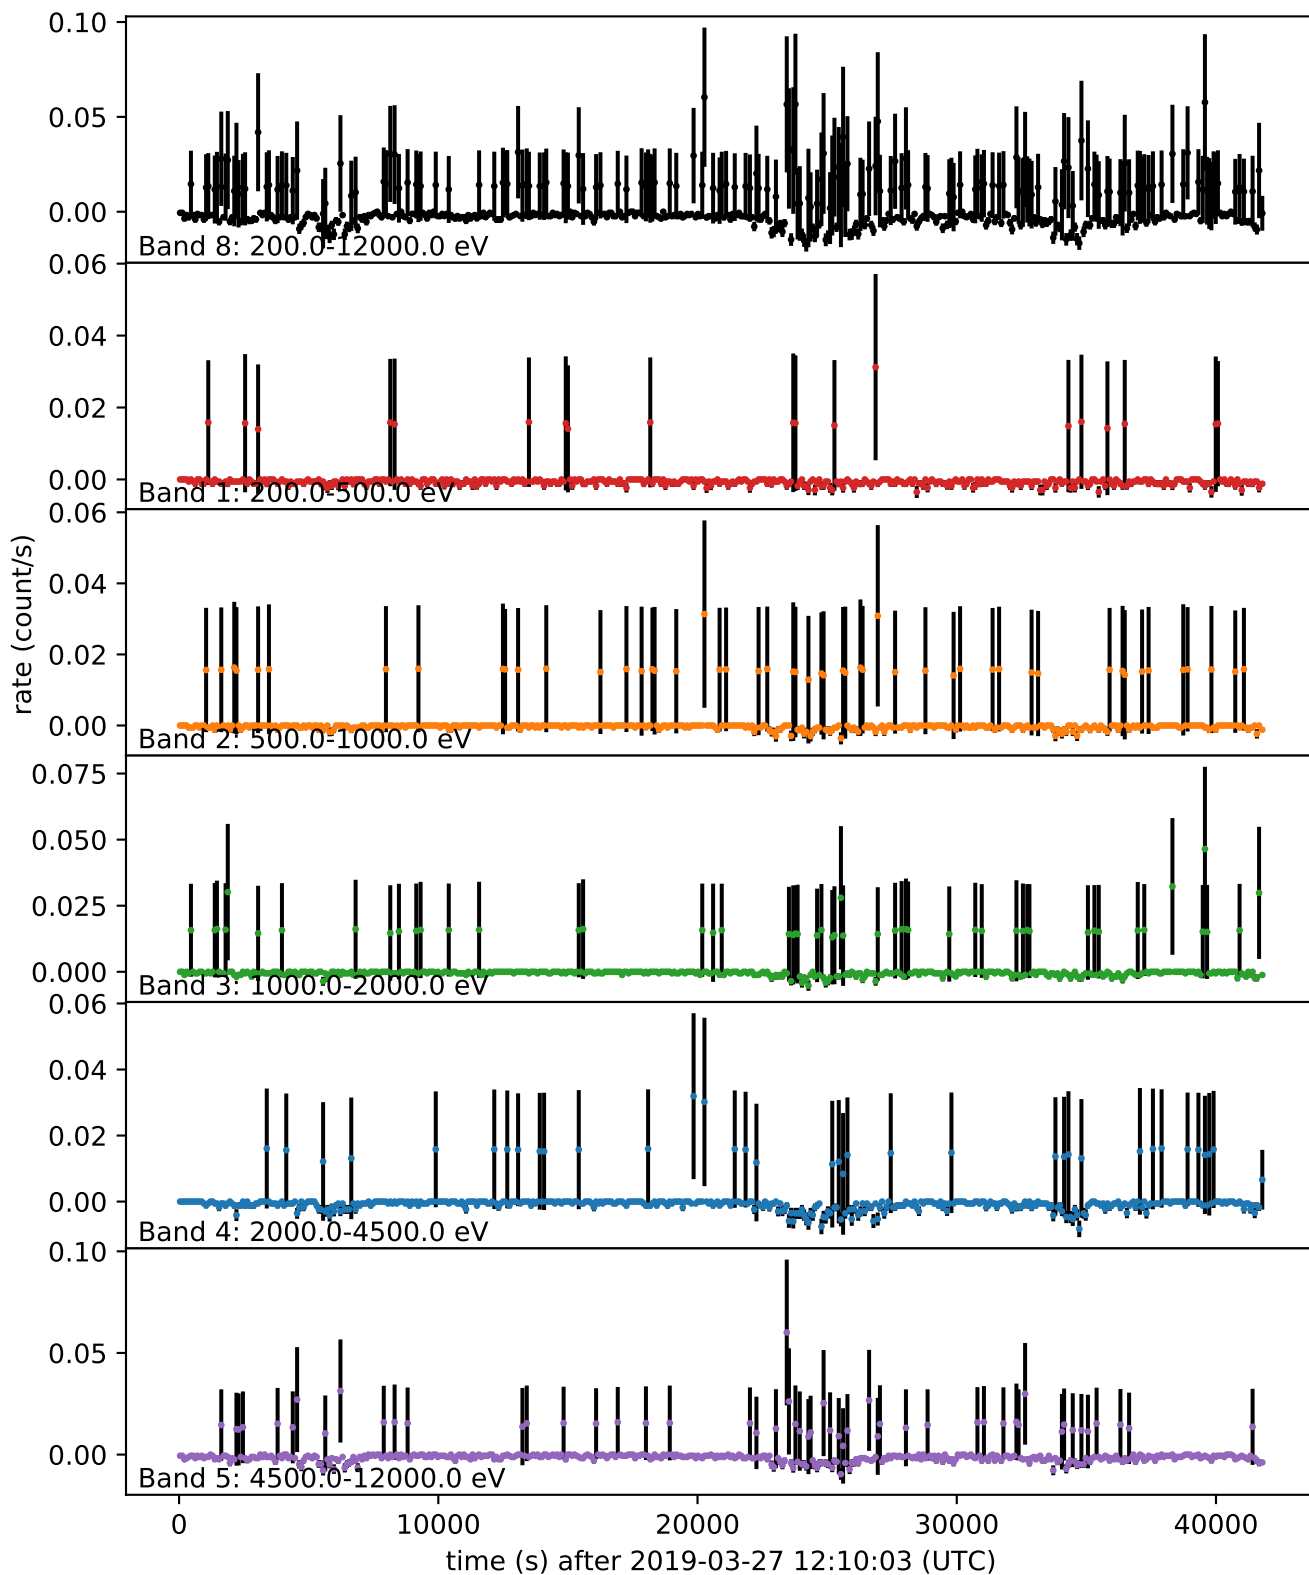 0.10
0.05
0.00
Band 8: 200.0-12000.0 eV
0.06
0.04
0.02
0.00
Band 1: 200.0-500.0 eV
0.06
0.04
0.02
0.00
Band 2: 500.0-1000.0 eV
rate (count/s)
0.075
0.050
0.025
0.000
Band 3: 1000.0-2000.0 eV
0.06
0.04
0.02
0.00
Band 4: 2000.0-4500.0 eV
0.10
0.05
0.00
Band 5: 4500.0-12000.0 eV
0 10000 20000 30000 40000
time (s) after 2019-03-27 12:10:03 (UTC)